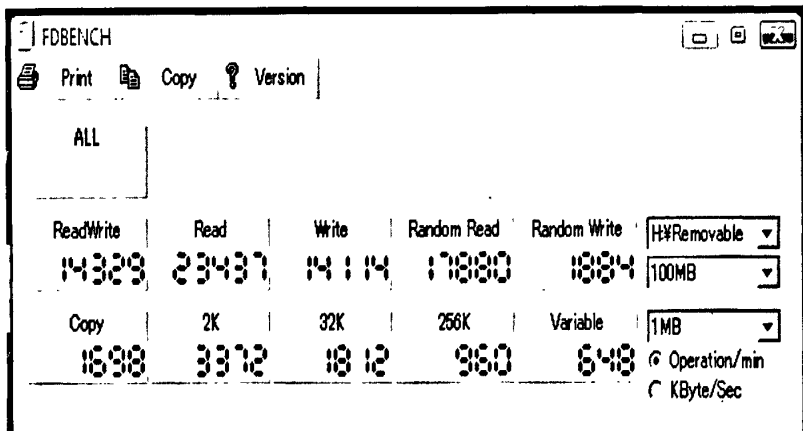 FDBENCH
Print Copy Version
ALL
ReadWrite Read Write Random Read Random Write H:¥Removable
14329 23437 14114 17880 1884 100MB
Copy 2K 32K 256K Variable 1MB
1698 3372 1812 960 648 Operation/min
KByte/Sec